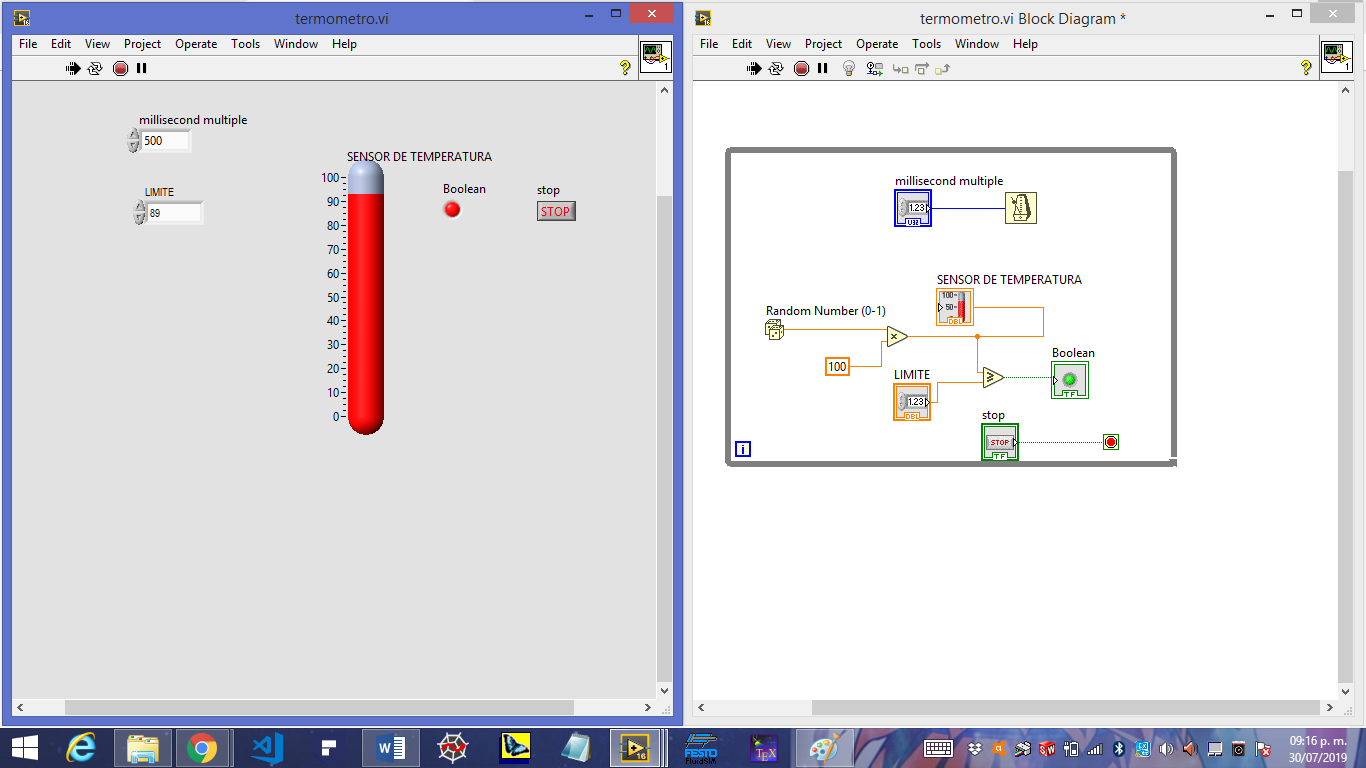 termometro.vi
File Edit View Project Operate Tools Window Help
1
millisecond multiple
500
SENSOR DE TEMPERATURA
LIMITE
89
100
90
80
70
60
50
40
30
20
10
0
Boolean
stop
STOP
termometro.vi Block Diagram *
File Edit View Project Operate Tools Window Help
1
millisecond multiple
1.23
U32
SENSOR DE TEMPERATURA
100
50
DBL
Random Number (0-1)
x
100
LIMITE
1.23
DBL
≥
Boolean
TF
stop
STOP
TF
i
W
16
FESTO
FluidSIM
TEX
09:16 p. m.
30/07/2019